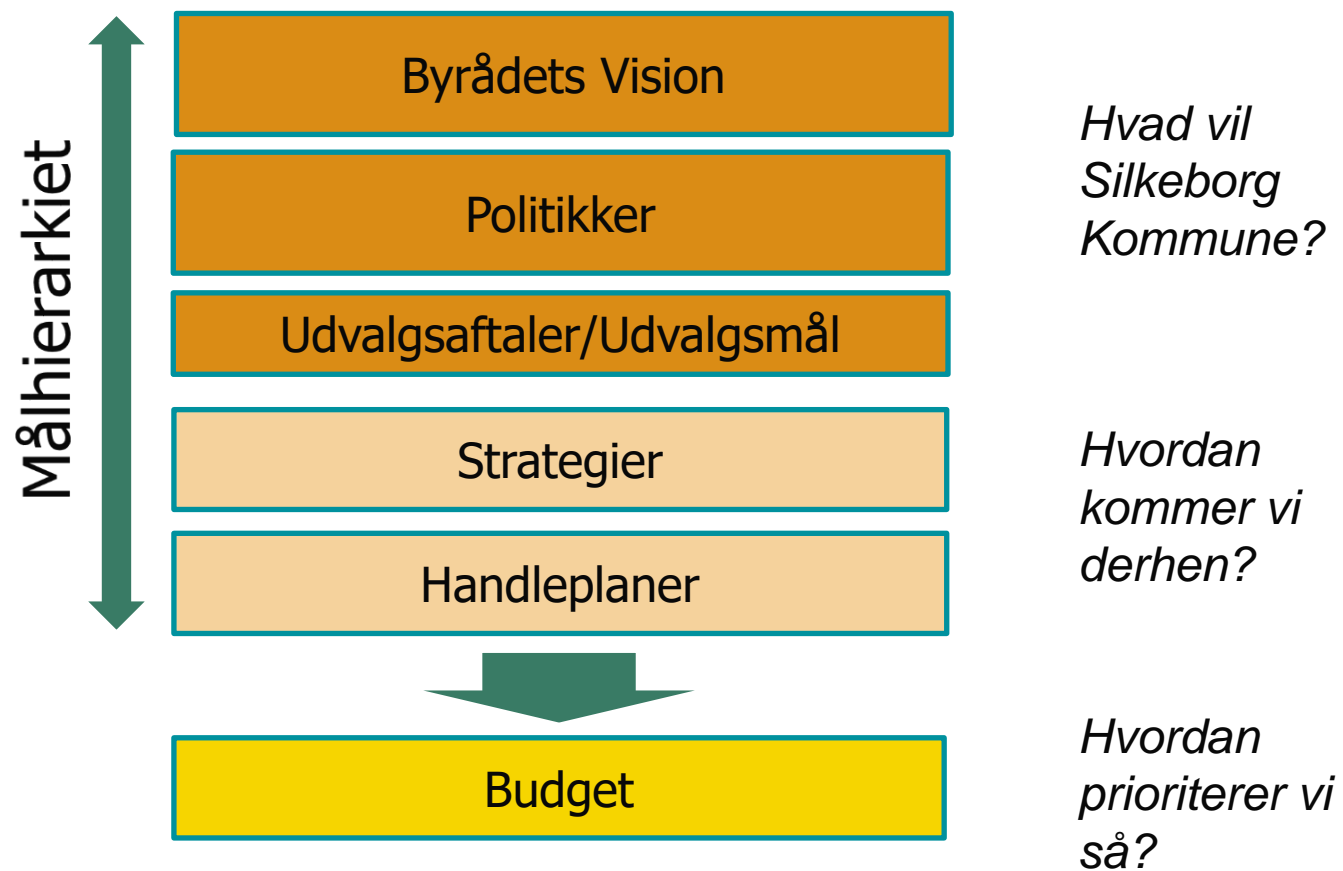 Målhierarkiet
Byrådets Vision
Politikker
Udvalgsaftaler/Udvalgsmål
Hvad vil
Silkeborg
Kommune?
Strategier
Handleplaner
Hvordan
kommer vi
derhen?
Budget
Hvordan
prioriterer vi
så?